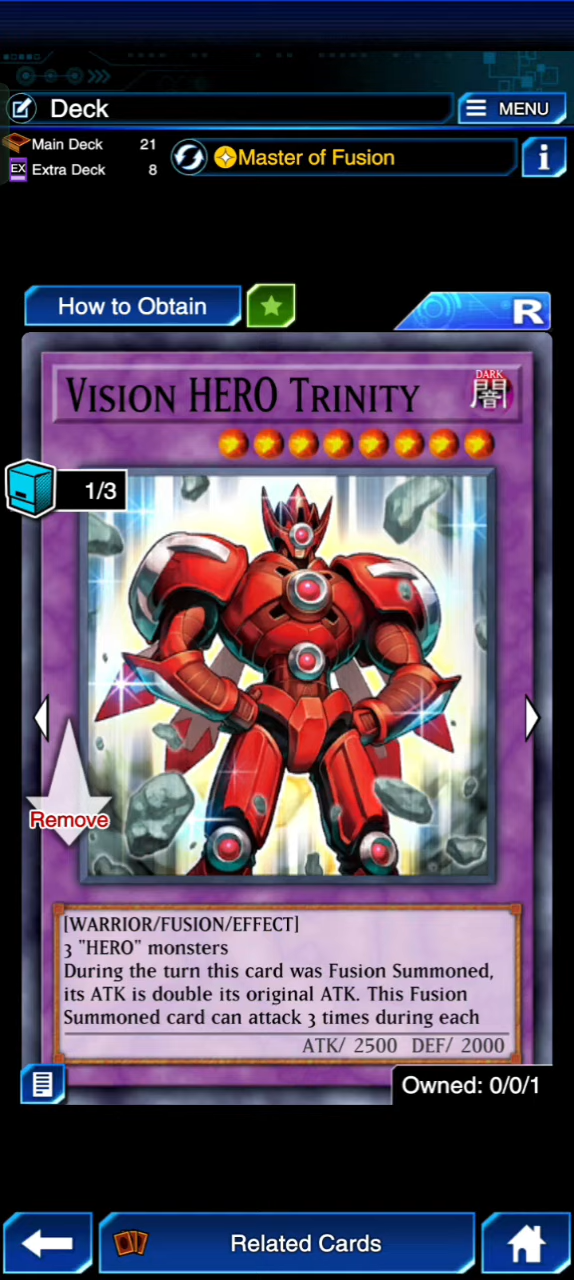 Deck
MENU
Main Deck 21
EX Extra Deck 8
Master of Fusion
i
How to Obtain
R
VISION HERO TRINITY
DARK
闇
1/3
Remove
[WARRIOR/FUSION/EFFECT]
3 "HERO" monsters
During the turn this card was Fusion Summoned,
its ATK is double its original ATK. This Fusion
Summoned card can attack 3 times during each
ATK/ 2500 DEF/ 2000
Owned: 0/0/1
Related Cards